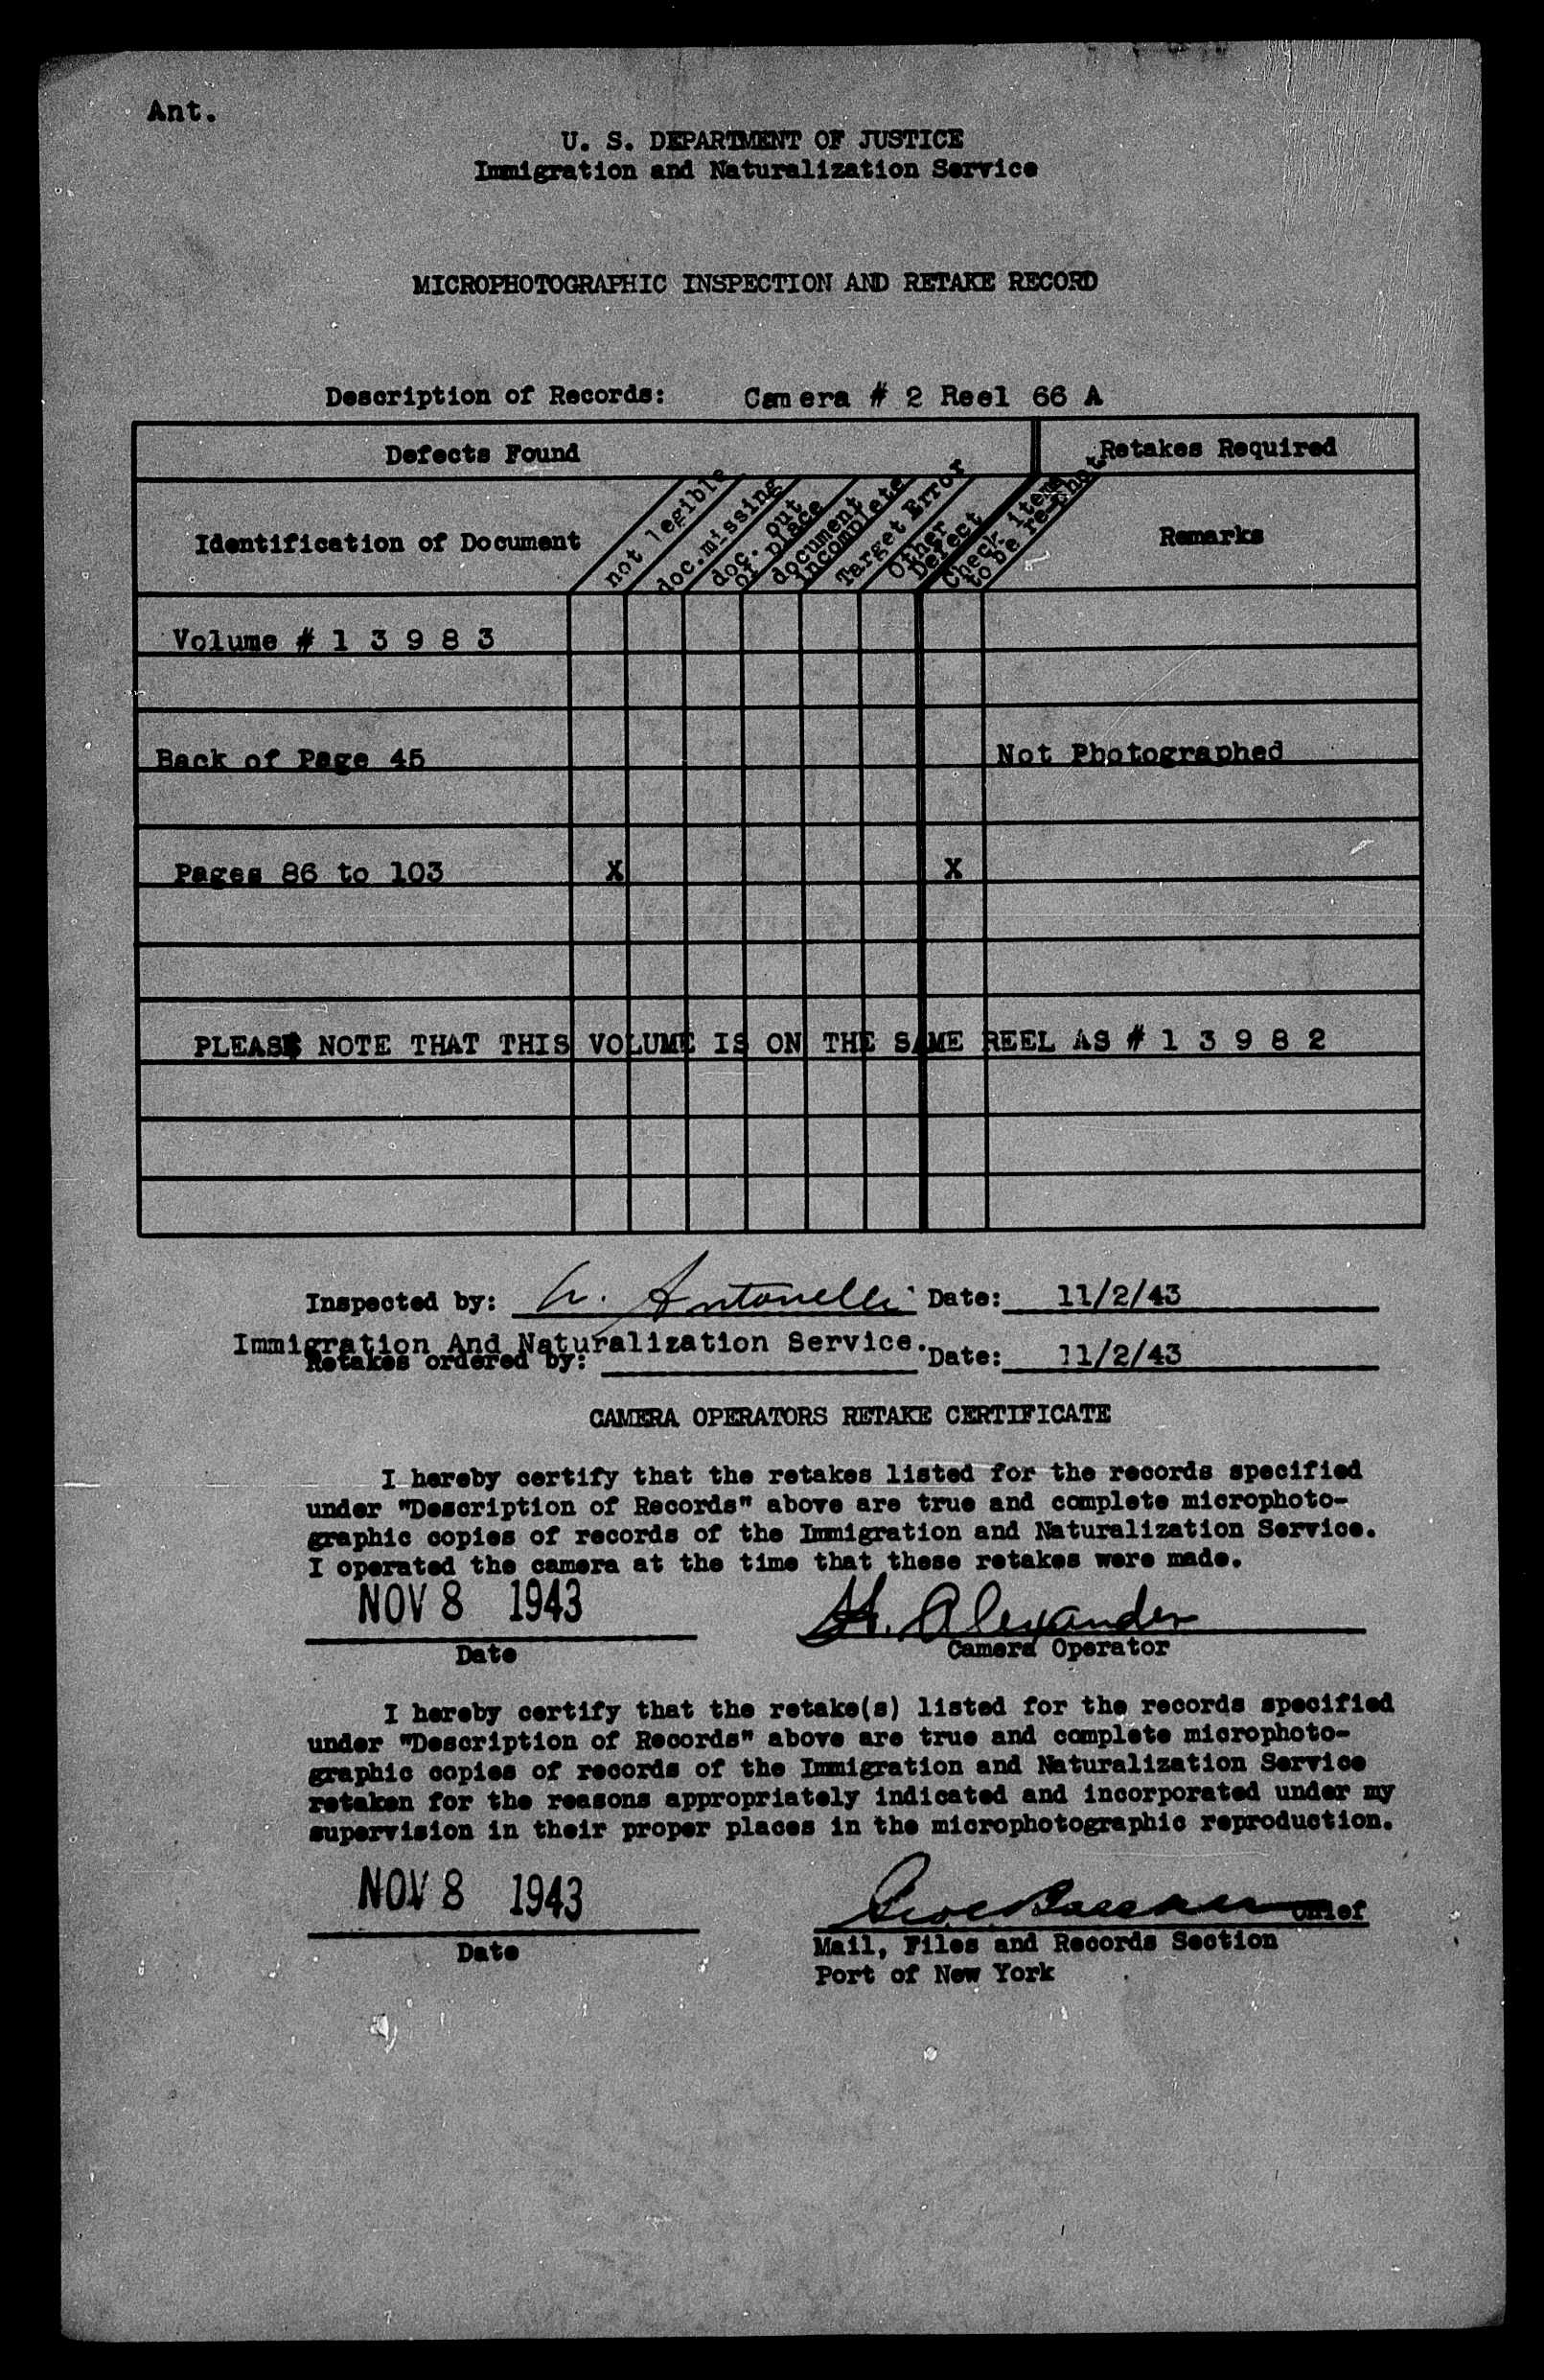 Ant.
U. S. DEPARTMENT OF JUSTICE
Immigration and Naturalization Service
MICROPHOTOGRAPHIC INSPECTION AND RETAKE RECORD
Description of Records: Camera # 2 Reel 66 A
Defects Found
Retakes Required
Identification of Document
not legible
doc.missing
doc. out
of place
document
incomplete
Target Error
Other
Defect
Check item
to be re-shot
Remarks
Volume # 1 3 9 8 3
Back of Page 45 Not Photographed
Pages 86 to 103 X X
PLEASE NOTE THAT THIS VOLUME IS ON THE SAME REEL AS # 1 3 9 8 2
Inspected by: Antonelli Date: 11/2/43
Immigration And Naturalization Service.
Retakes ordered by: Date: 11/2/43
CAMERA OPERATORS RETAKE CERTIFICATE
I hereby certify that the retakes listed for the records specified
under "Description of Records" above are true and complete microphoto-
graphic copies of records of the Immigration and Naturalization Service.
I operated the camera at the time that these retakes were made.
NOV 8 1943 H. Alexander
Date Camera Operator
I hereby certify that the retake(s) listed for the records specified
under "Description of Records" above are true and complete microphoto-
graphic copies of records of the Immigration and Naturalization Service
retaken for the reasons appropriately indicated and incorporated under my
supervision in their proper places in the microphotographic reproduction.
NOV 8 1943 Chief
Date Mail, Files and Records Section
Port of New York